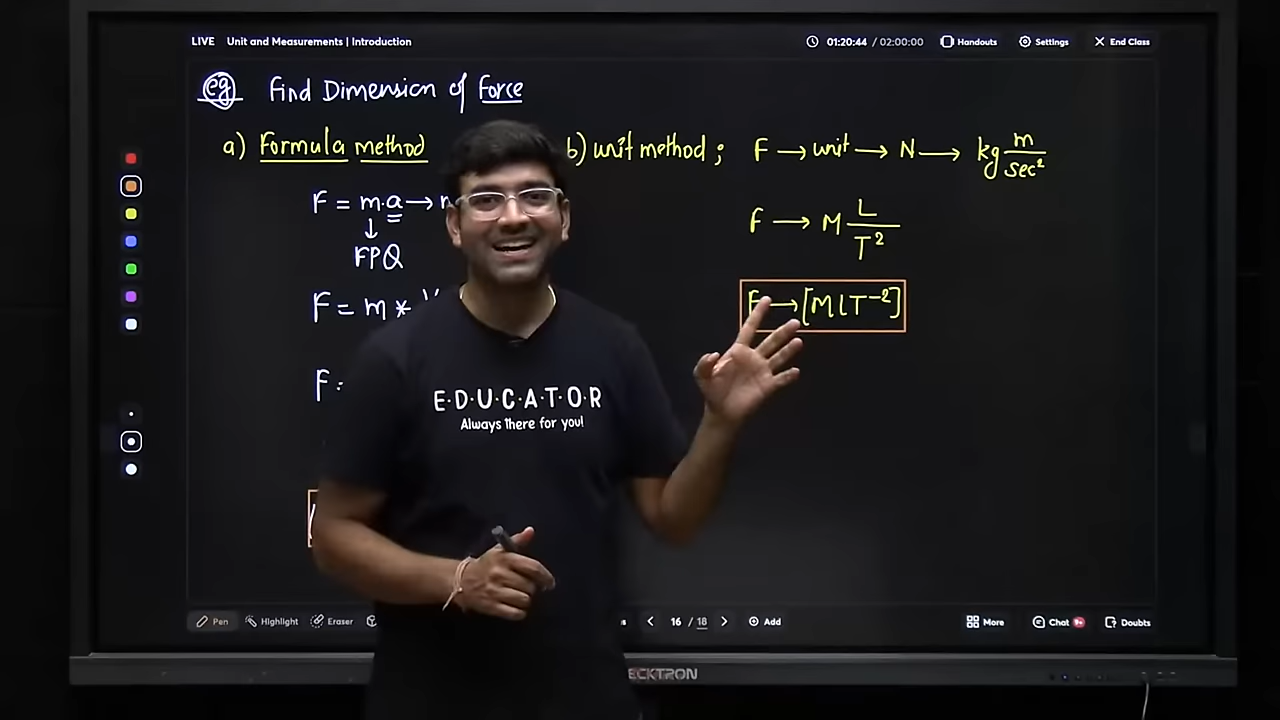 LIVE Unit and Measurements | Introduction
01:20:44 / 02:00:00 Handouts Settings End Class
eg Find Dimension of Force
a) Formula method
F = m.a →
↓
FPQ
F = m *
F =
b) unit method ; F → unit → N → kg m/sec²
F → M L/T²
F → [MLT⁻²]
E·D·U·C·A·T·O·R
Always there for you!
Pen Highlight Eraser 16 / 18 Add More Chat 9+ Doubts
ECKTRON